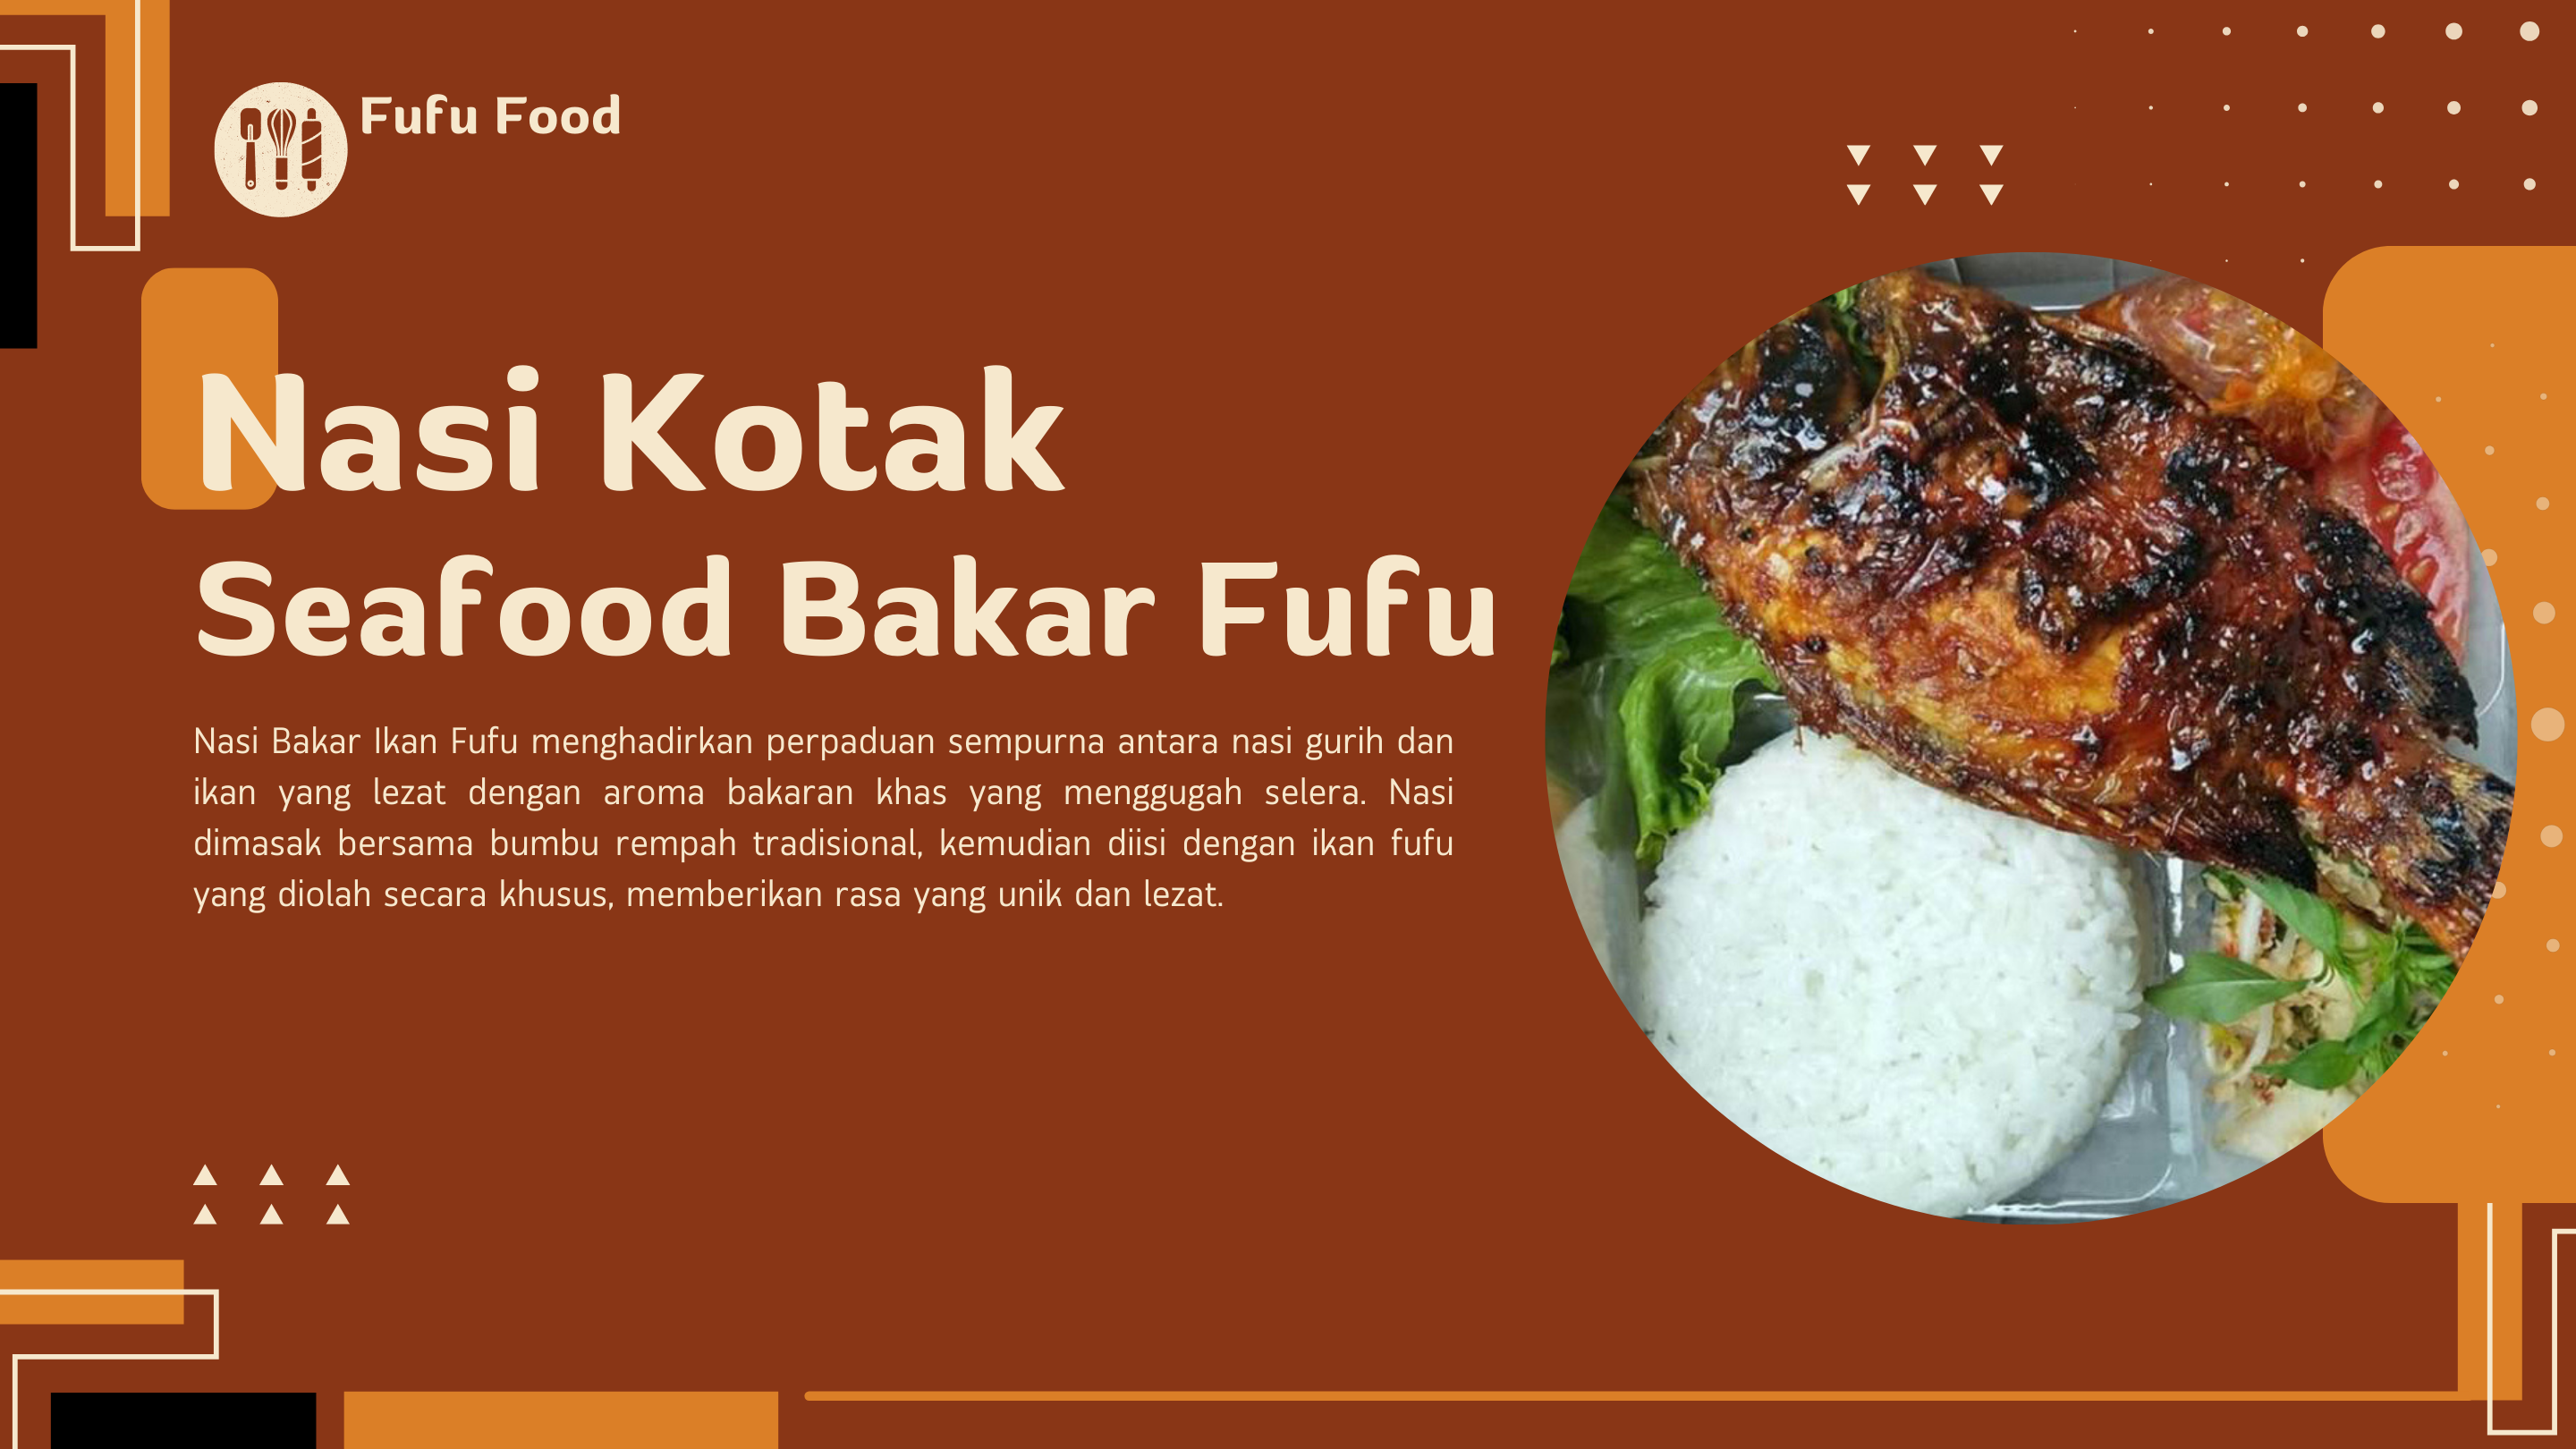 Fufu Food
Nasi Kotak
Seafood Bakar Fufu
Nasi Bakar Ikan Fufu menghadirkan perpaduan sempurna antara nasi gurih dan
ikan yang lezat dengan aroma bakaran khas yang menggugah selera. Nasi
dimasak bersama bumbu rempah tradisional, kemudian diisi dengan ikan fufu
yang diolah secara khusus, memberikan rasa yang unik dan lezat.